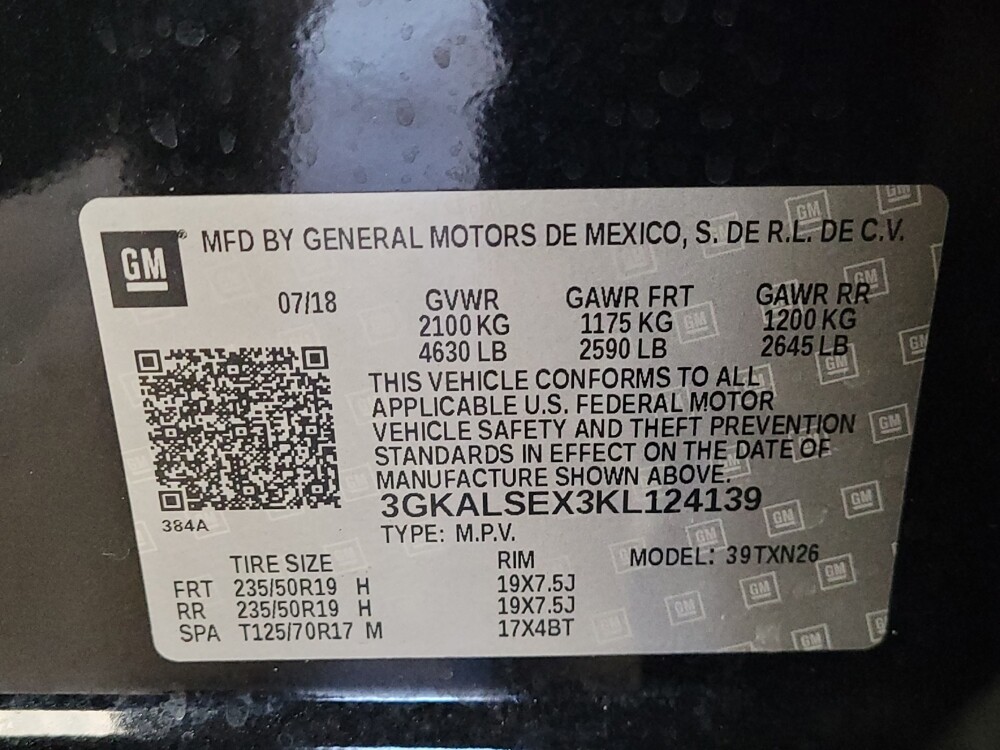 GM MFD BY GENERAL MOTORS DE MEXICO, S. DE R.L. DE C.V.
07/18 GVWR GAWR FRT GAWR RR
2100 KG 1175 KG 1200 KG
4630 LB 2590 LB 2645 LB
THIS VEHICLE CONFORMS TO ALL
APPLICABLE U.S. FEDERAL MOTOR
VEHICLE SAFETY AND THEFT PREVENTION
STANDARDS IN EFFECT ON THE DATE OF
MANUFACTURE SHOWN ABOVE.
3GKALSEX3KL124139
384A
TYPE: M.P.V.
TIRE SIZE RIM MODEL: 39TXN26
FRT 235/50R19 H 19X7.5J
RR 235/50R19 H 19X7.5J
SPA T125/70R17 M 17X4BT